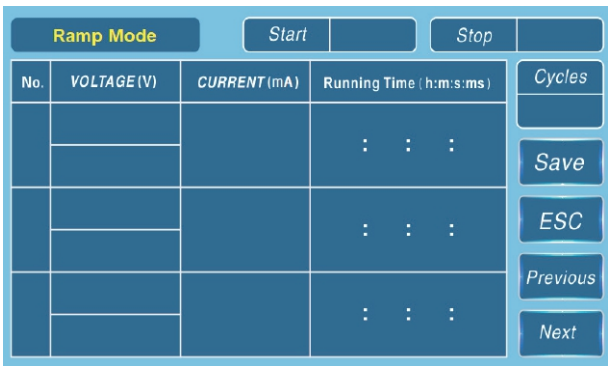 Ramp Mode Start Stop
No. VOLTAGE(V) CURRENT(mA) Running Time(h:m:s:ms) Cycles
: : :
Save
: : :
ESC
Previous
: : :
Next